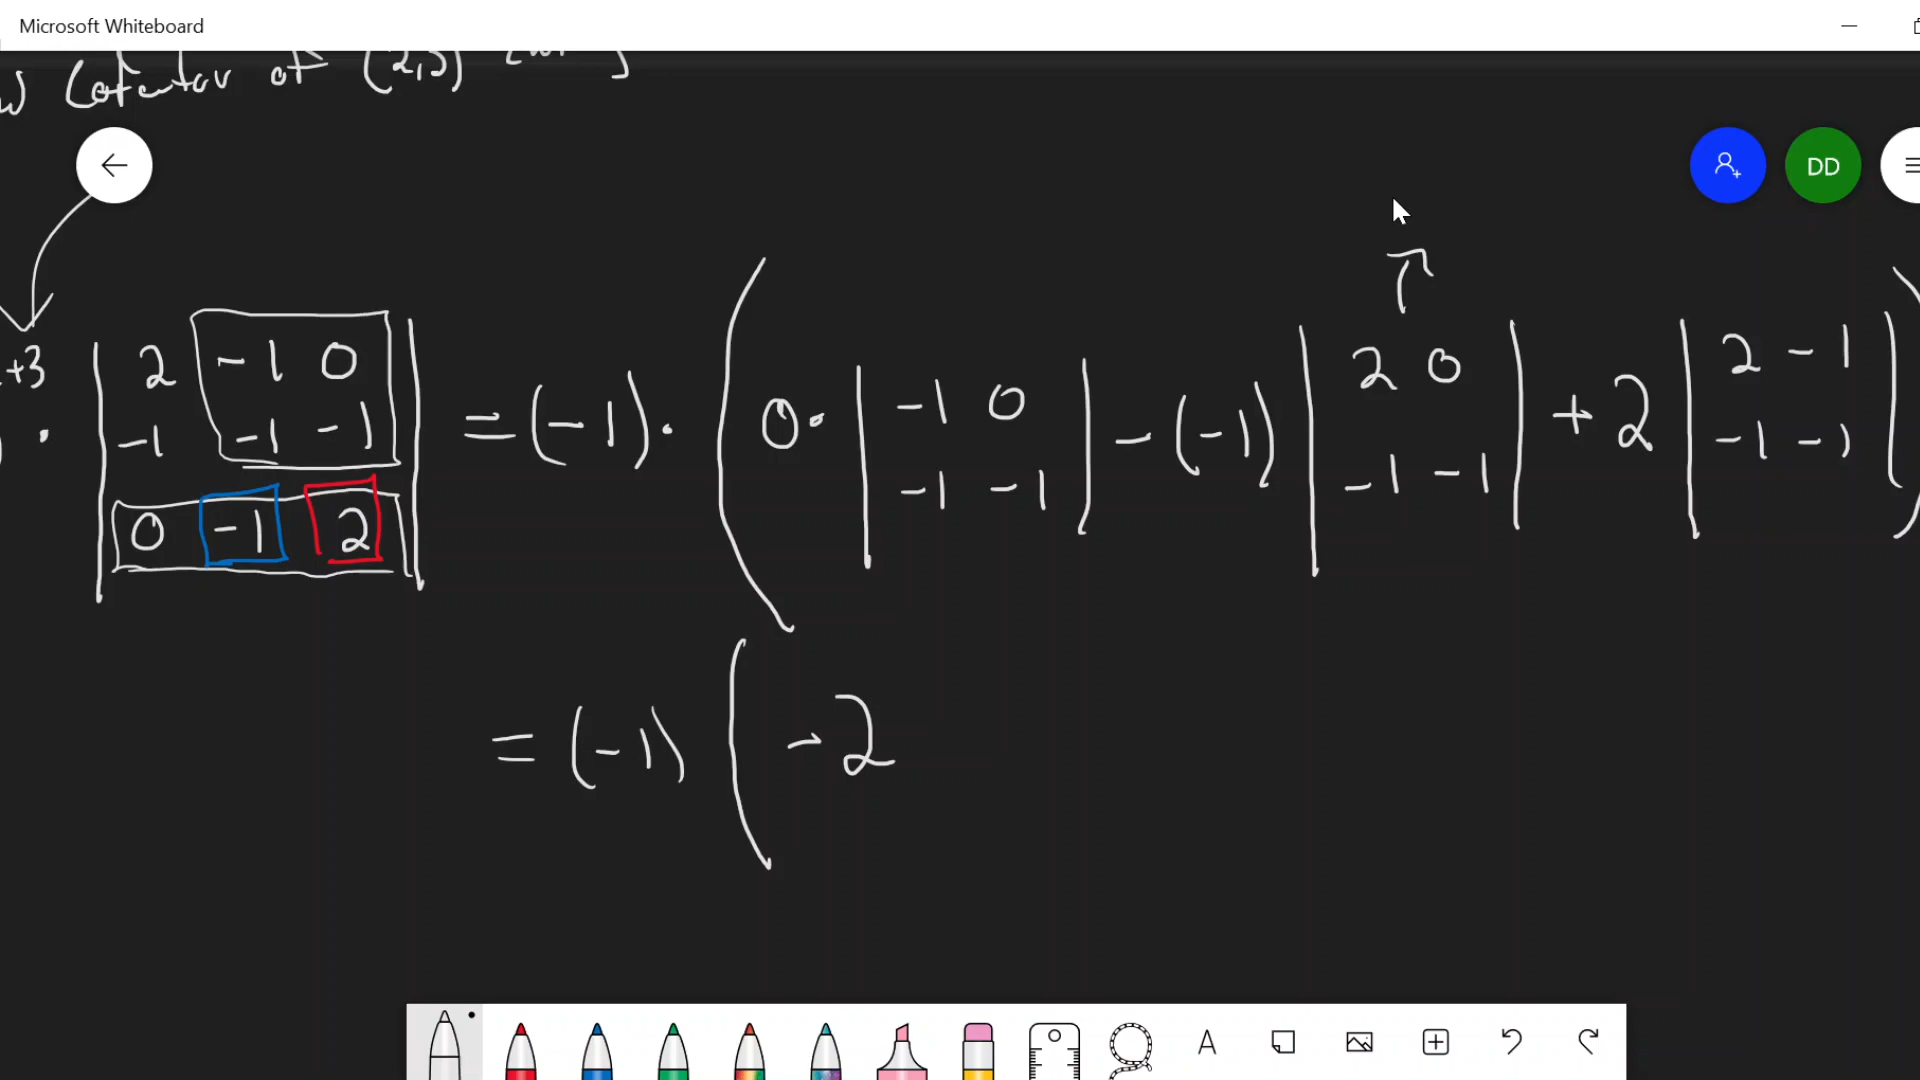 Microsoft Whiteboard
of (2,3)
DD
+3
· | 2 -1 0 | = (-1) · ( 0 · | -1 0 | - (-1) | 2 0 | + 2 | 2 -1 | )
| -1 -1 -1 | | -1 -1 | | -1 -1 | | -1 -1 |
| 0 -1 2 |
= (-1) ( -2
A